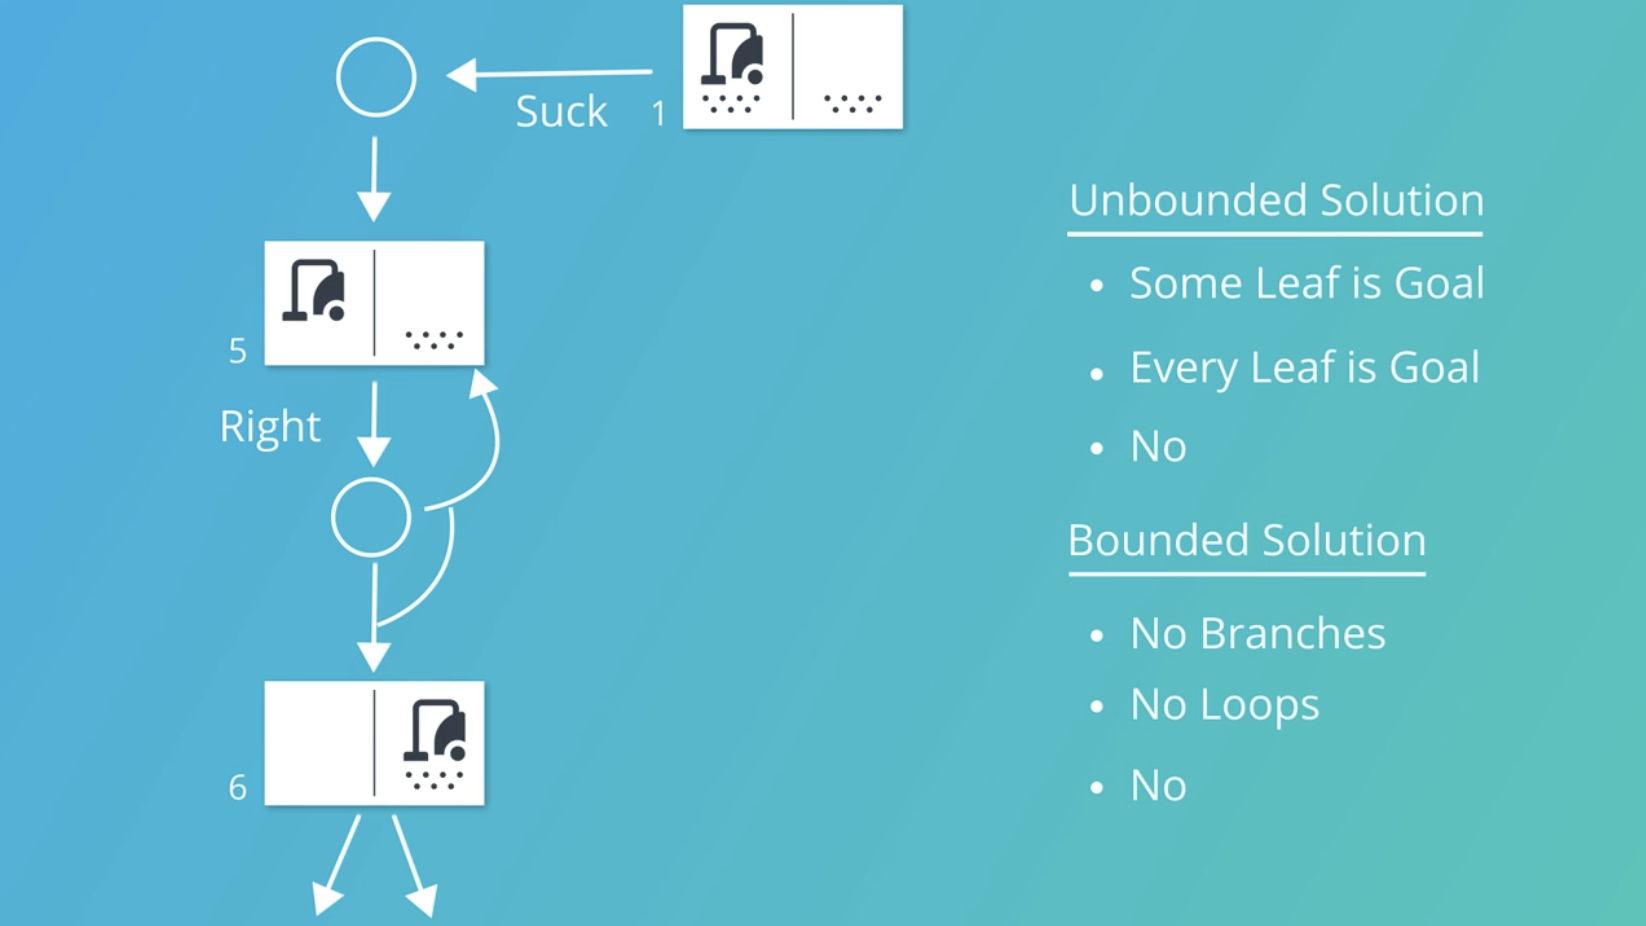 Suck
1
5
Right
6
Unbounded Solution
• Some Leaf is Goal
• Every Leaf is Goal
• No
Bounded Solution
• No Branches
• No Loops
• No